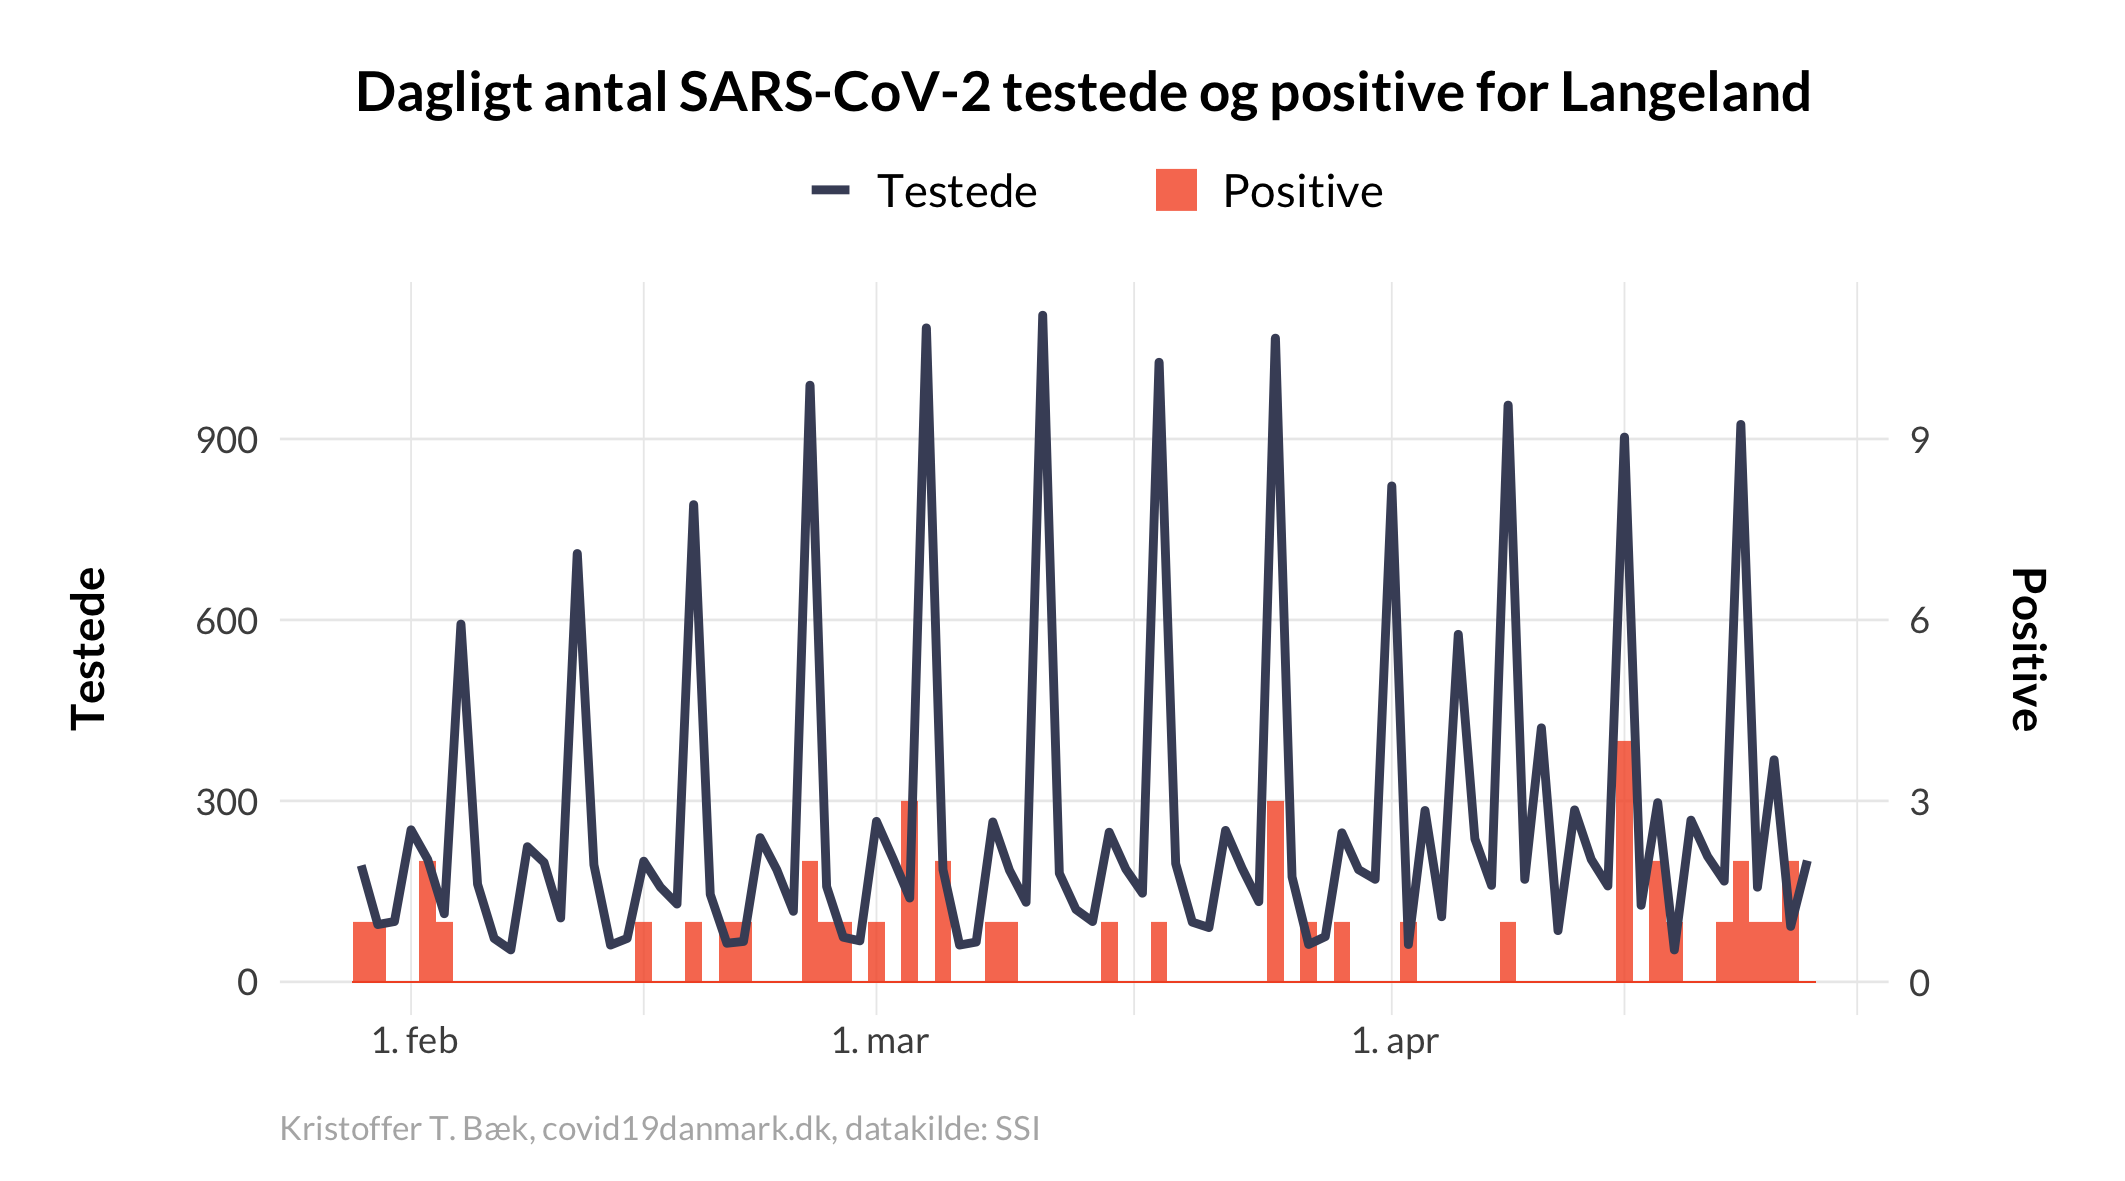 Dagligt antal SARS-CoV-2 testede og positive for Langeland
Testede
Positive
Testede
900
600
300
0
9
6
3
0
Positive
1. feb
1. mar
1. apr
Kristoffer T. Bæk, covid19danmark.dk, datakilde: SSI